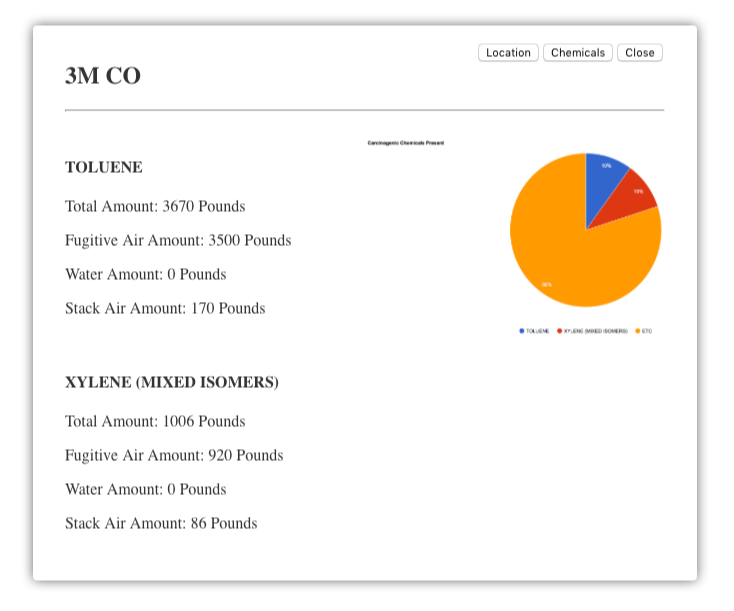 Location Chemicals Close
3M CO
Carcinogenic Chemicals Present
TOLUENE
Total Amount: 3670 Pounds
Fugitive Air Amount: 3500 Pounds
Water Amount: 0 Pounds
Stack Air Amount: 170 Pounds
10%
10%
80%
TOLUENE XYLENE (MIXED ISOMERS) ETC
XYLENE (MIXED ISOMERS)
Total Amount: 1006 Pounds
Fugitive Air Amount: 920 Pounds
Water Amount: 0 Pounds
Stack Air Amount: 86 Pounds